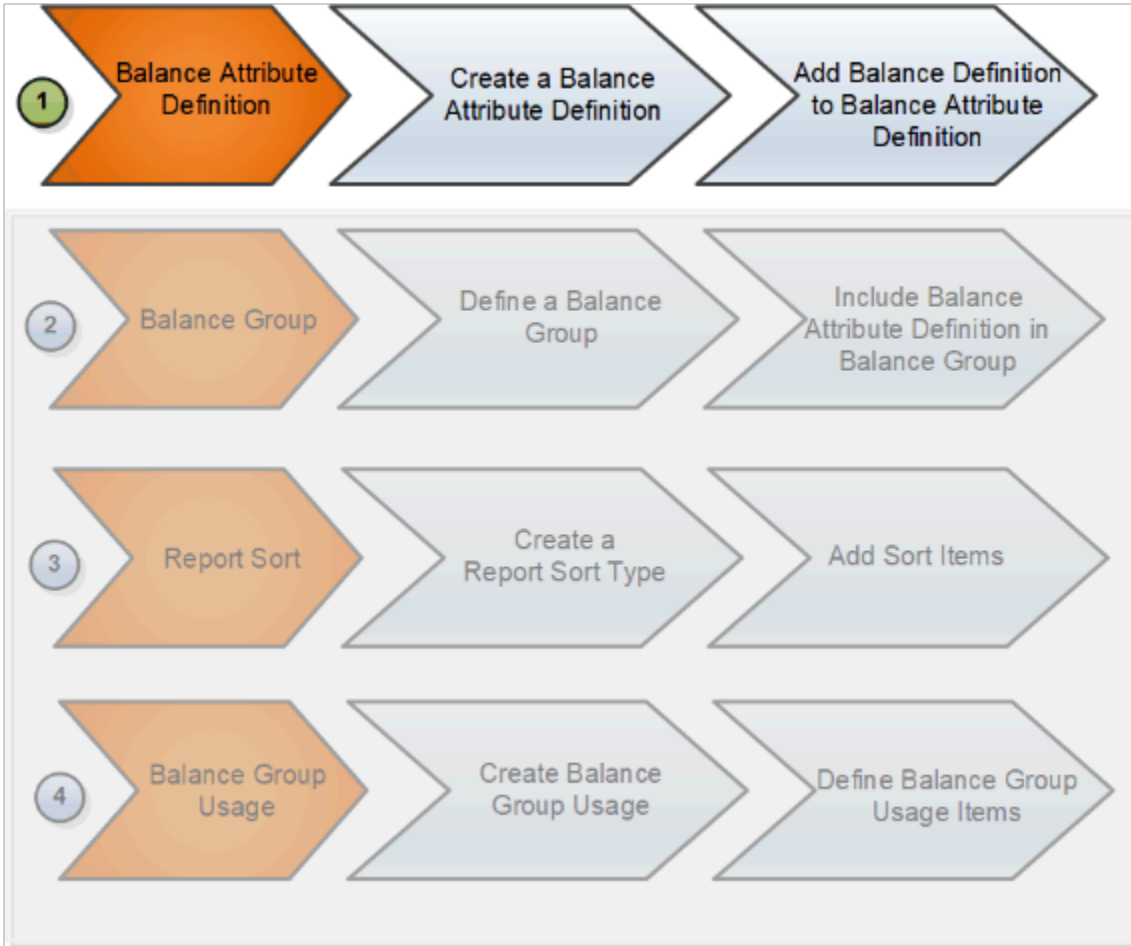 1
Balance Attribute
Definition
Create a Balance
Attribute Definition
Add Balance Definition
to Balance Attribute
Definition
2
Balance Group
Define a Balance
Group
Include Balance
Attribute Definition in
Balance Group
3
Report Sort
Create a
Report Sort Type
Add Sort Items
4
Balance Group
Usage
Create Balance
Group Usage
Define Balance Group
Usage Items